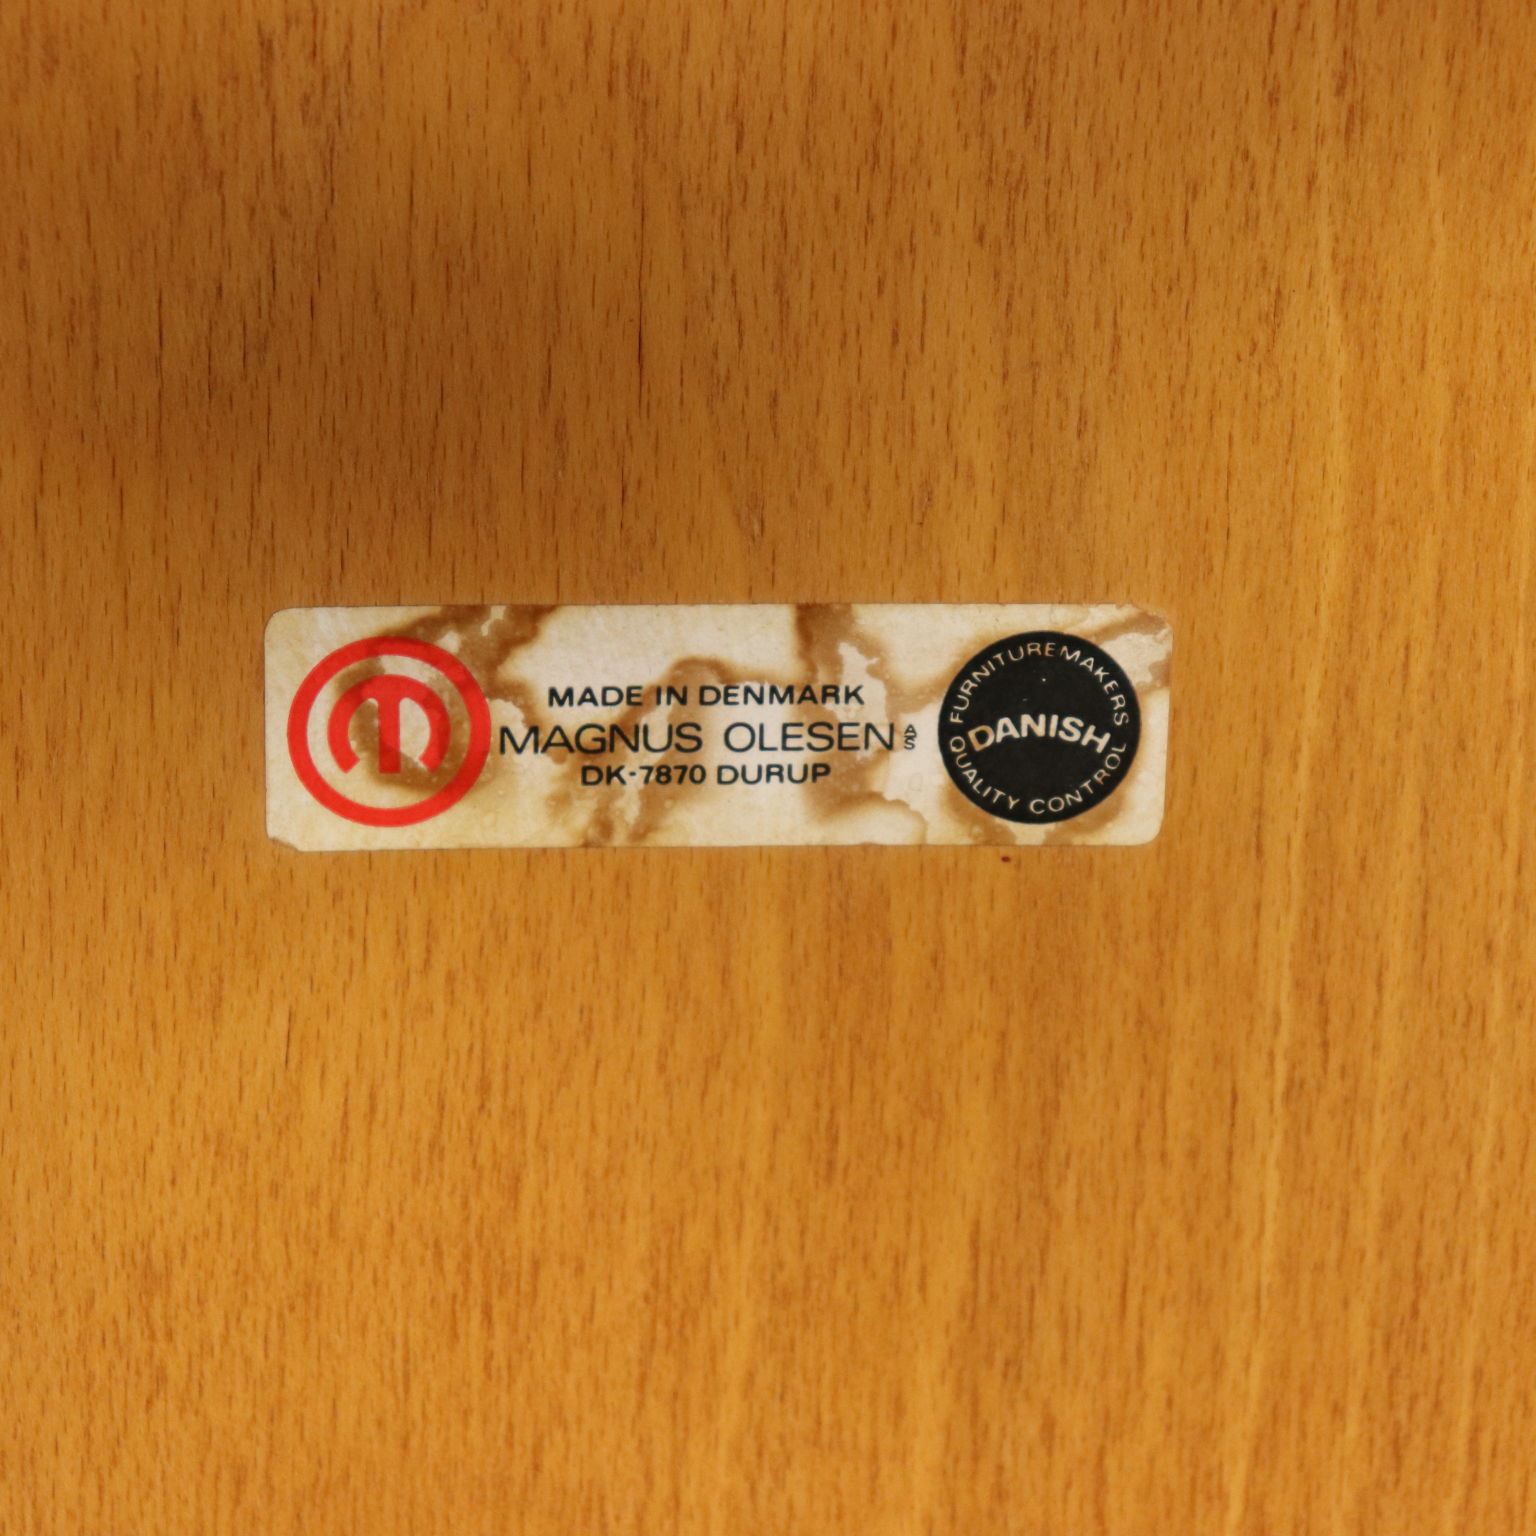 MADE IN DENMARK
MAGNUS OLESEN A/S
DK-7870 DURUP
FURNITUREMAKERS
DANISH
QUALITY CONTROL